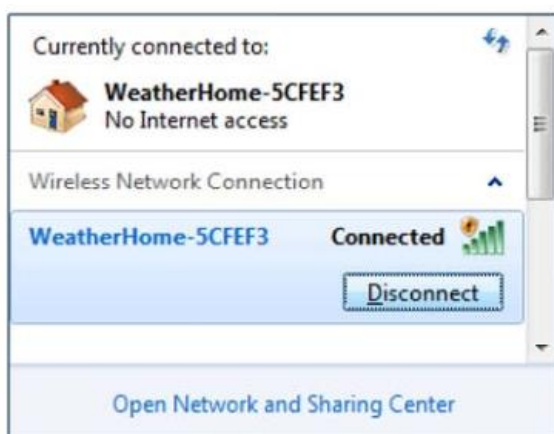 Currently connected to:
WeatherHome-5CFEF3
No Internet access
Wireless Network Connection
WeatherHome-5CFEF3 Connected
Disconnect
Open Network and Sharing Center